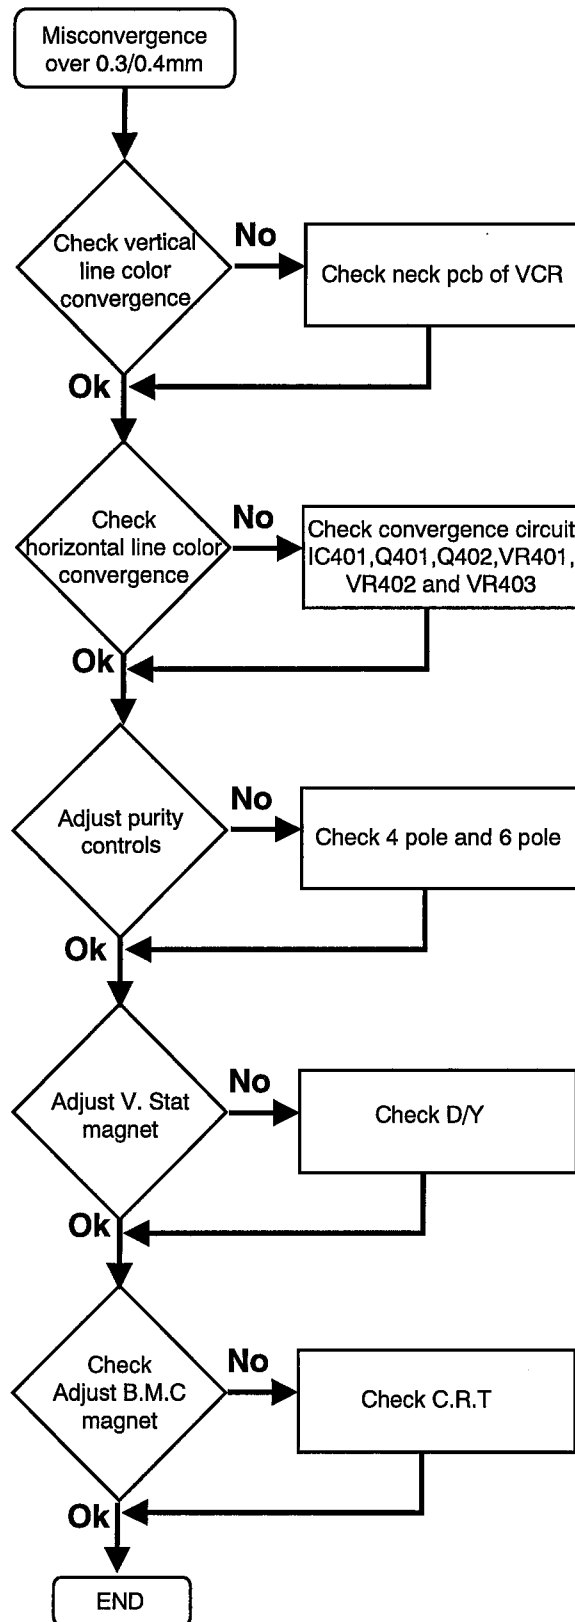 Misconvergence
over 0.3/0.4mm
Check vertical
line color
convergence
No
Check neck pcb of VCR
Ok
Check
horizontal line color
convergence
No
Check convergence circuit
IC401,Q401,Q402,VR401,
VR402 and VR403
Ok
Adjust purity
controls
No
Check 4 pole and 6 pole
Ok
Adjust V. Stat
magnet
No
Check D/Y
Ok
Check
Adjust B.M.C
magnet
No
Check C.R.T
Ok
END